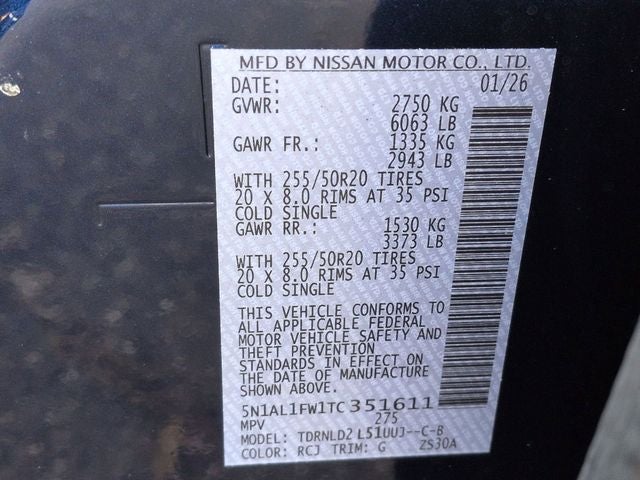 MFD BY NISSAN MOTOR CO., LTD.
DATE: 01/26
GVWR: 2750 KG
6063 LB
GAWR FR.: 1335 KG
2943 LB
WITH 255/50R20 TIRES
20 X 8.0 RIMS AT 35 PSI
COLD SINGLE
GAWR RR.: 1530 KG
3373 LB
WITH 255/50R20 TIRES
20 X 8.0 RIMS AT 35 PSI
COLD SINGLE
THIS VEHICLE CONFORMS TO
ALL APPLICABLE FEDERAL
MOTOR VEHICLE SAFETY AND
THEFT PREVENTION
STANDARDS IN EFFECT ON
THE DATE OF MANUFACTURE
SHOWN ABOVE.
5N1AL1FW1TC351611
MPV 275
MODEL: TDRNLD2 L51UUJ--C-B
COLOR: RCJ TRIM: G ZS30A